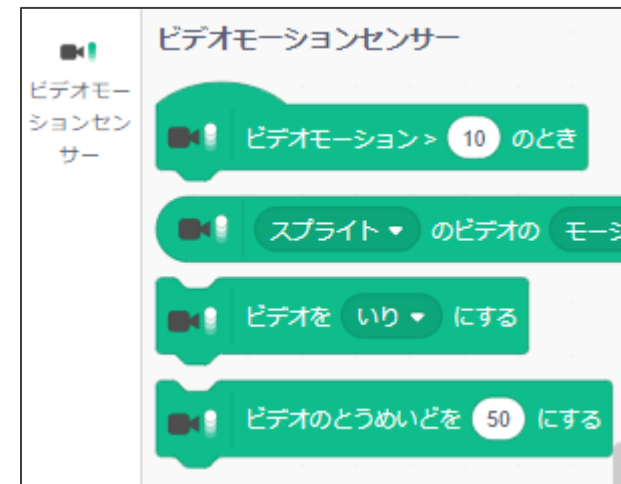 ビデオモーションセンサー
ビデオモー
ションセン
サー
ビデオモーション > 10 のとき
スプライト のビデオの モーシ
ビデオを いり にする
ビデオのとうめいどを 50 にする